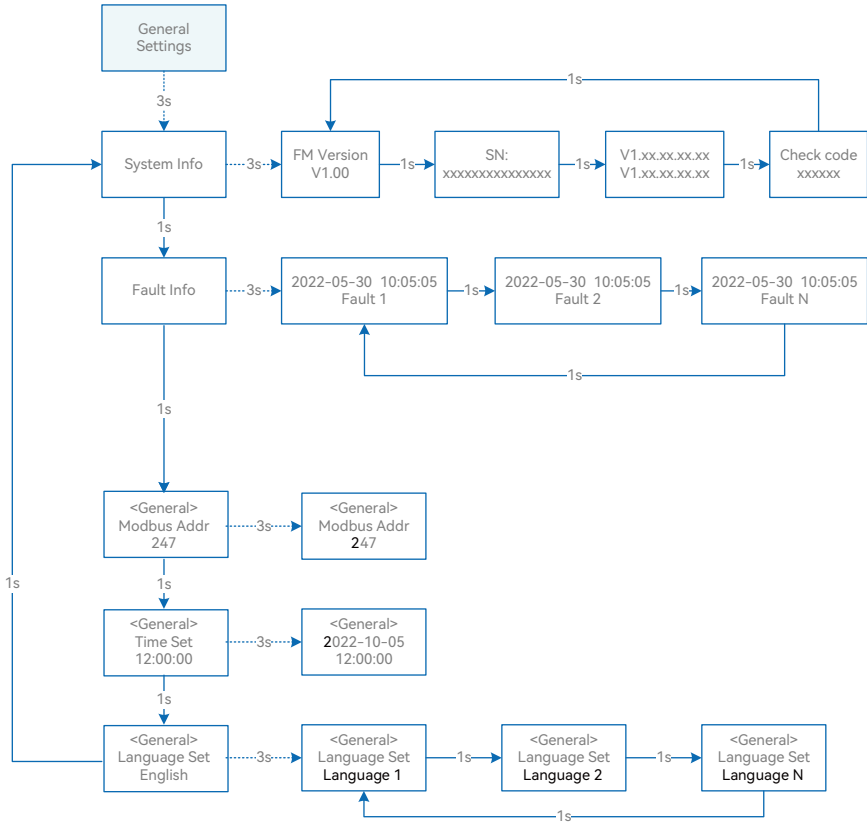 General
Settings
3s
1s
System Info
3s
FM Version
V1.00
1s
SN:
xxxxxxxxxxxxxxx
1s
V1.xx.xx.xx.xx
V1.xx.xx.xx.xx
1s
Check code
xxxxxx
1s
Fault Info
3s
2022-05-30 10:05:05
Fault 1
1s
2022-05-30 10:05:05
Fault 2
1s
2022-05-30 10:05:05
Fault N
1s
1s
<General>
Modbus Addr
247
3s
<General>
Modbus Addr
247
1s
1s
<General>
Time Set
12:00:00
3s
<General>
2022-10-05
12:00:00
1s
<General>
Language Set
English
3s
<General>
Language Set
Language 1
1s
<General>
Language Set
Language 2
1s
<General>
Language Set
Language N
1s